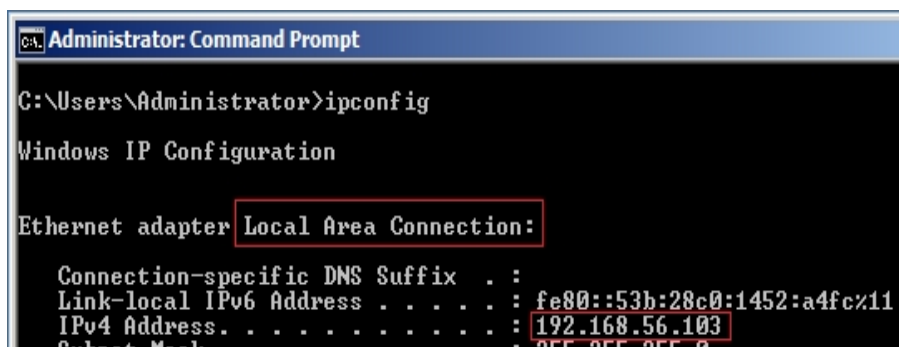 Administrator: Command Prompt
C:\Users\Administrator>ipconfig
Windows IP Configuration
Ethernet adapter Local Area Connection:
Connection-specific DNS Suffix . :
Link-local IPv6 Address . . . . . : fe80::53b:28c0:1452:a4fc%11
IPv4 Address. . . . . . . . . . . : 192.168.56.103